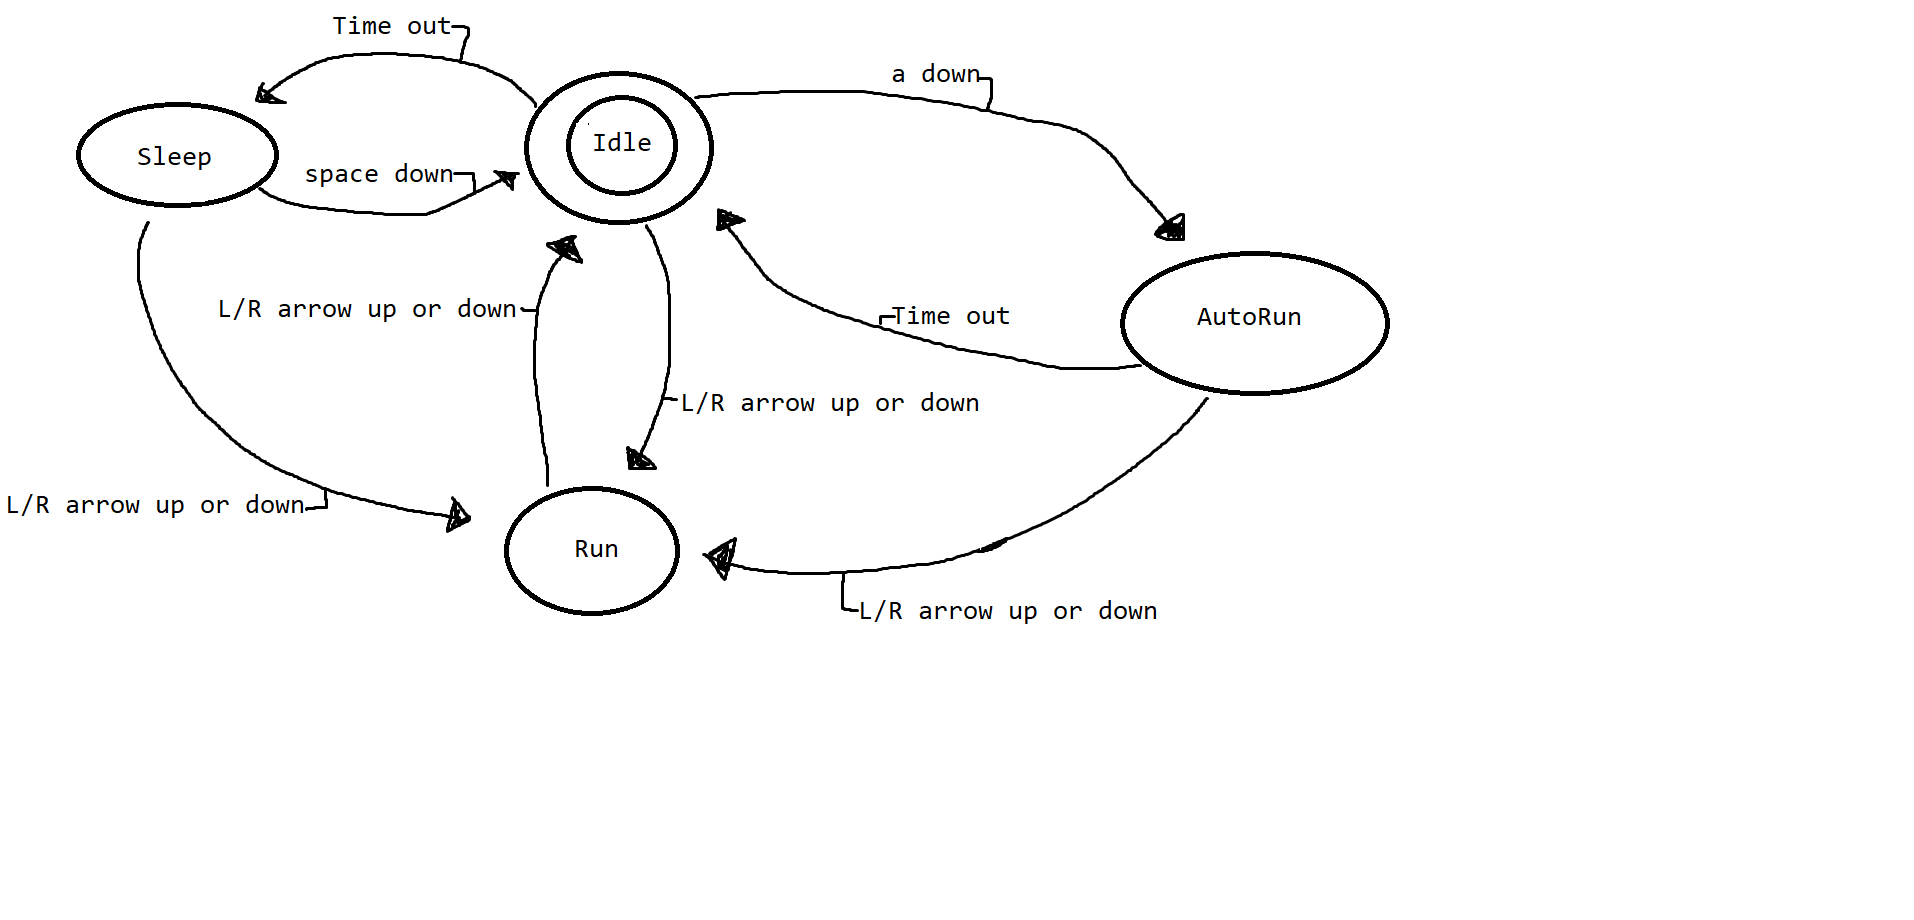 Time out
a down
Idle
Sleep
space down
L/R arrow up or down
Time out
AutoRun
L/R arrow up or down
L/R arrow up or down
Run
L/R arrow up or down